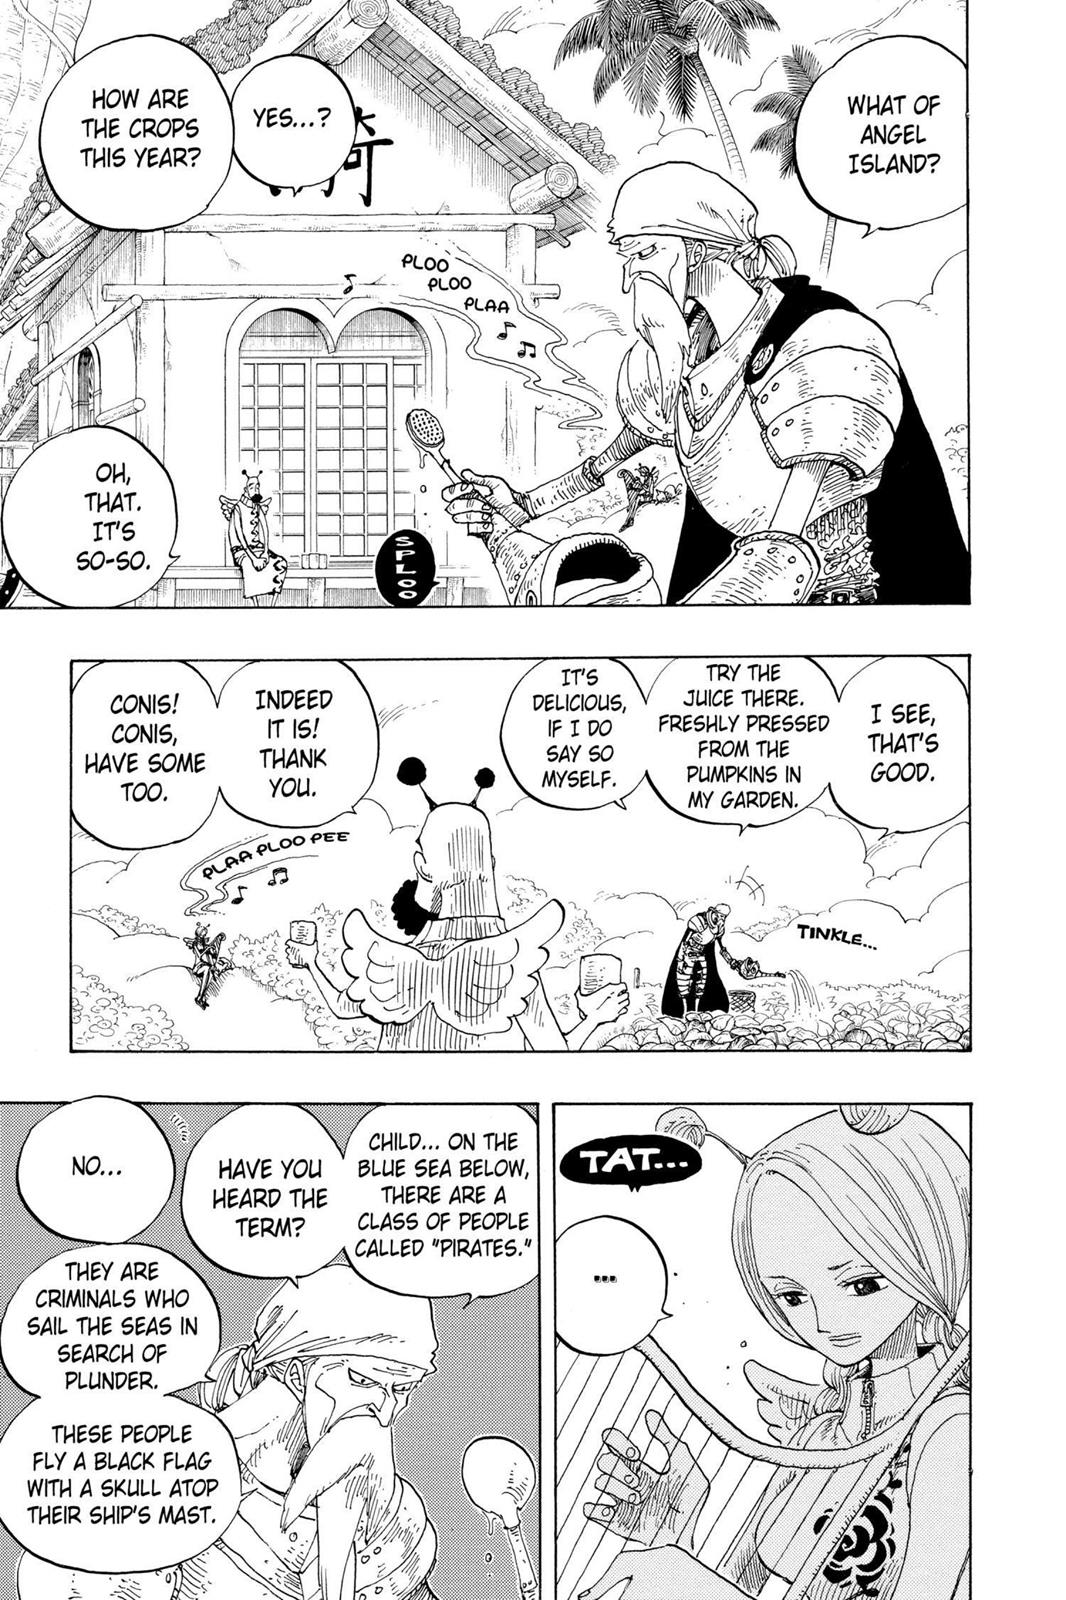 WHAT OF
ANGEL
ISLAND?
YES...?
HOW ARE
THE CROPS
THIS YEAR?
騎
PLOO
PLOO
PLAA
OH,
THAT.
IT'S
SO-SO.
SPLOO
I SEE,
THAT'S
GOOD.
TRY THE
JUICE THERE.
FRESHLY PRESSED
FROM THE
PUMPKINS IN
MY GARDEN.
IT'S
DELICIOUS,
IF I DO
SAY SO
MYSELF.
INDEED
IT IS!
THANK
YOU.
CONIS!
CONIS,
HAVE SOME
TOO.
PLAA PLOO PEE
TINKLE...
TAT...
...
CHILD... ON THE
BLUE SEA BELOW,
THERE ARE A
CLASS OF PEOPLE
CALLED "PIRATES."
HAVE YOU
HEARD THE
TERM?
NO...
THEY ARE
CRIMINALS WHO
SAIL THE SEAS IN
SEARCH OF
PLUNDER.
THESE PEOPLE
FLY A BLACK FLAG
WITH A SKULL ATOP
THEIR SHIP'S MAST.